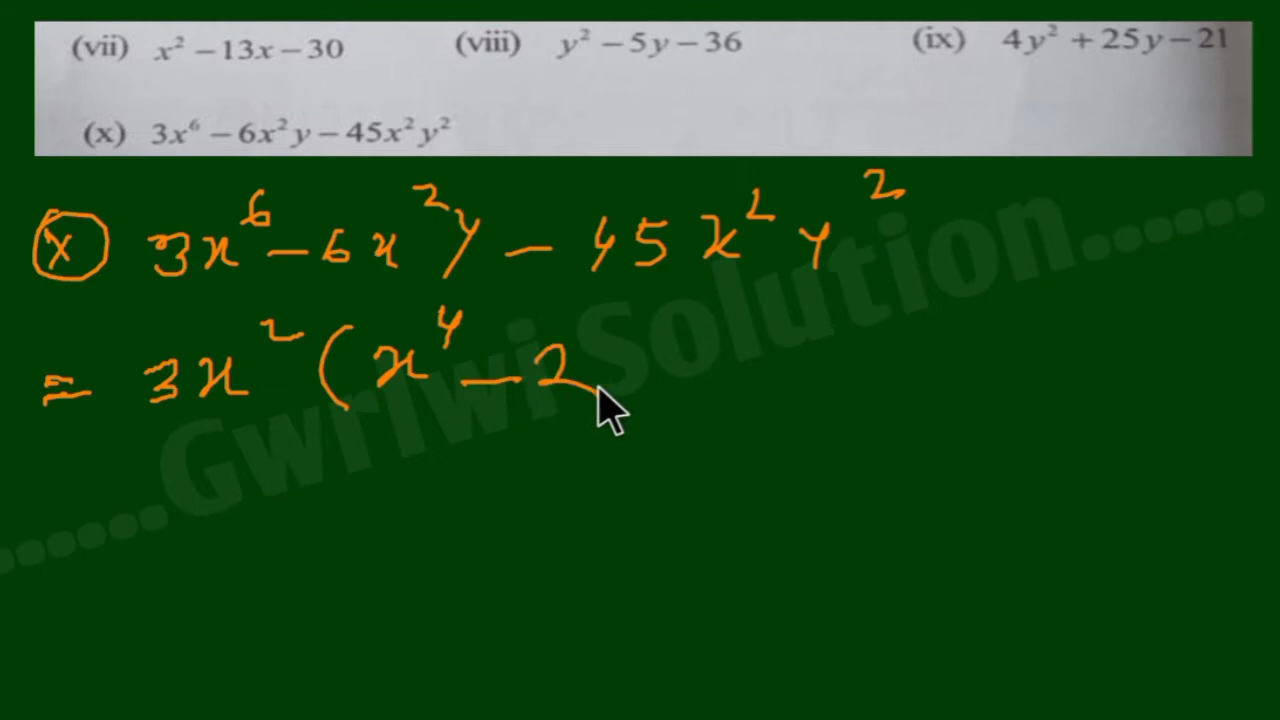 (vii) x² − 13x − 30 (viii) y² − 5y − 36 (ix) 4y² + 25y − 21
(x) 3x⁶ − 6x²y − 45x²y²
(x) 3x⁶ − 6x²y − 45x²y²
= 3x² (x⁴ − 2
......Gwrlwi Solution......